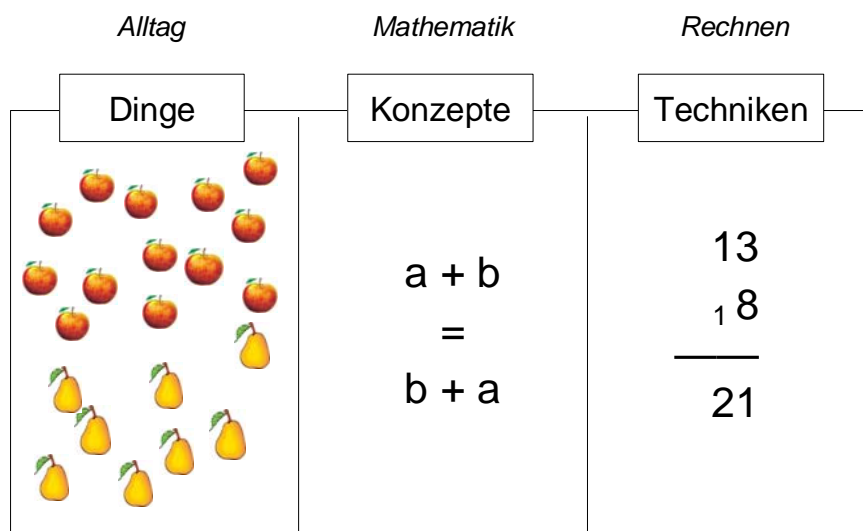 Alltag Mathematik Rechnen
Dinge Konzepte Techniken
a + b
=
b + a
13
1 8
21